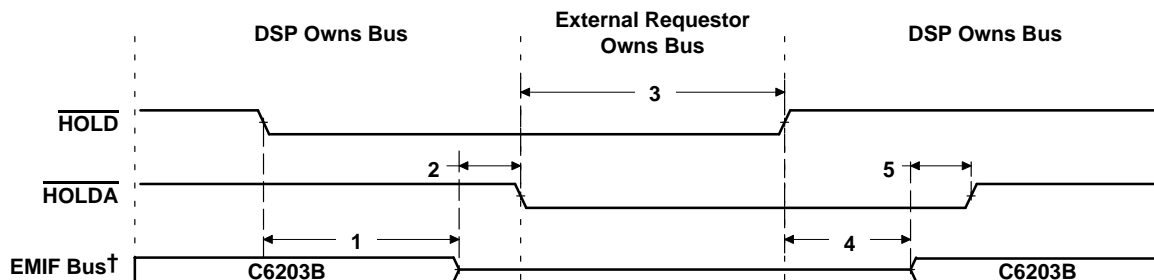 DSP Owns Bus
External Requestor
Owns Bus
DSP Owns Bus
3
HOLD
2
5
HOLDA
1
4
EMIF Bus†
C6203B
C6203B